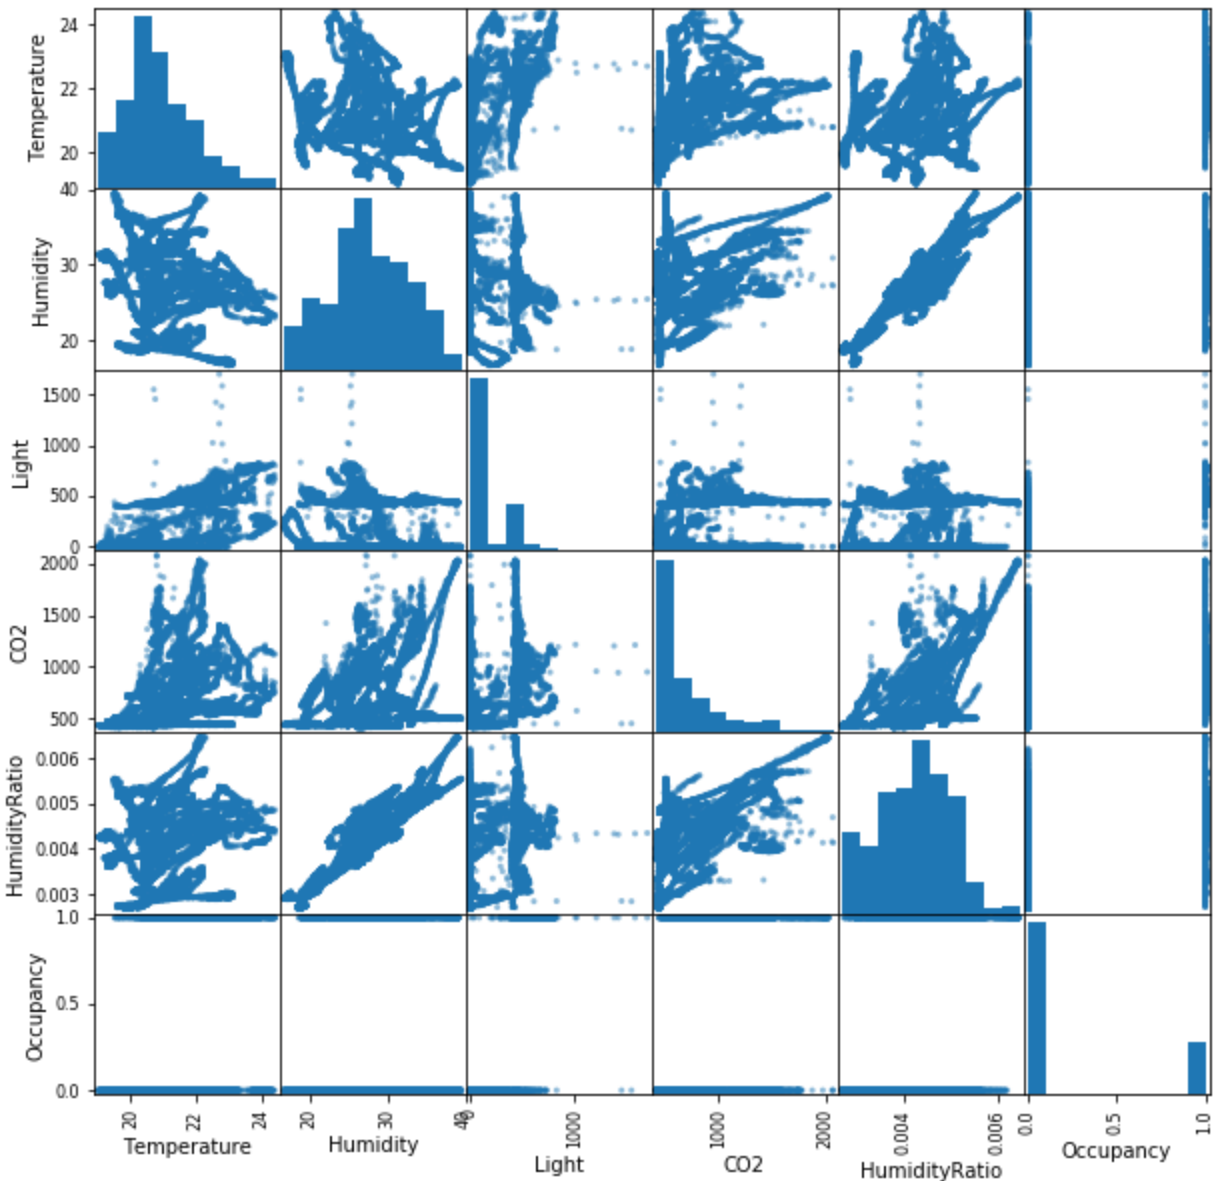 Temperature
24
22
20
Humidity
40
30
20
Light
1500
1000
500
0
CO2
2000
1500
1000
500
HumidityRatio
0.006
0.005
0.004
0.003
Occupancy
1.0
0.5
0.0
20 22 24 20 30 40 0 1000 1000 2000 0.004 0.006 0.0 0.5 1.0
Temperature Humidity Light CO2 HumidityRatio Occupancy